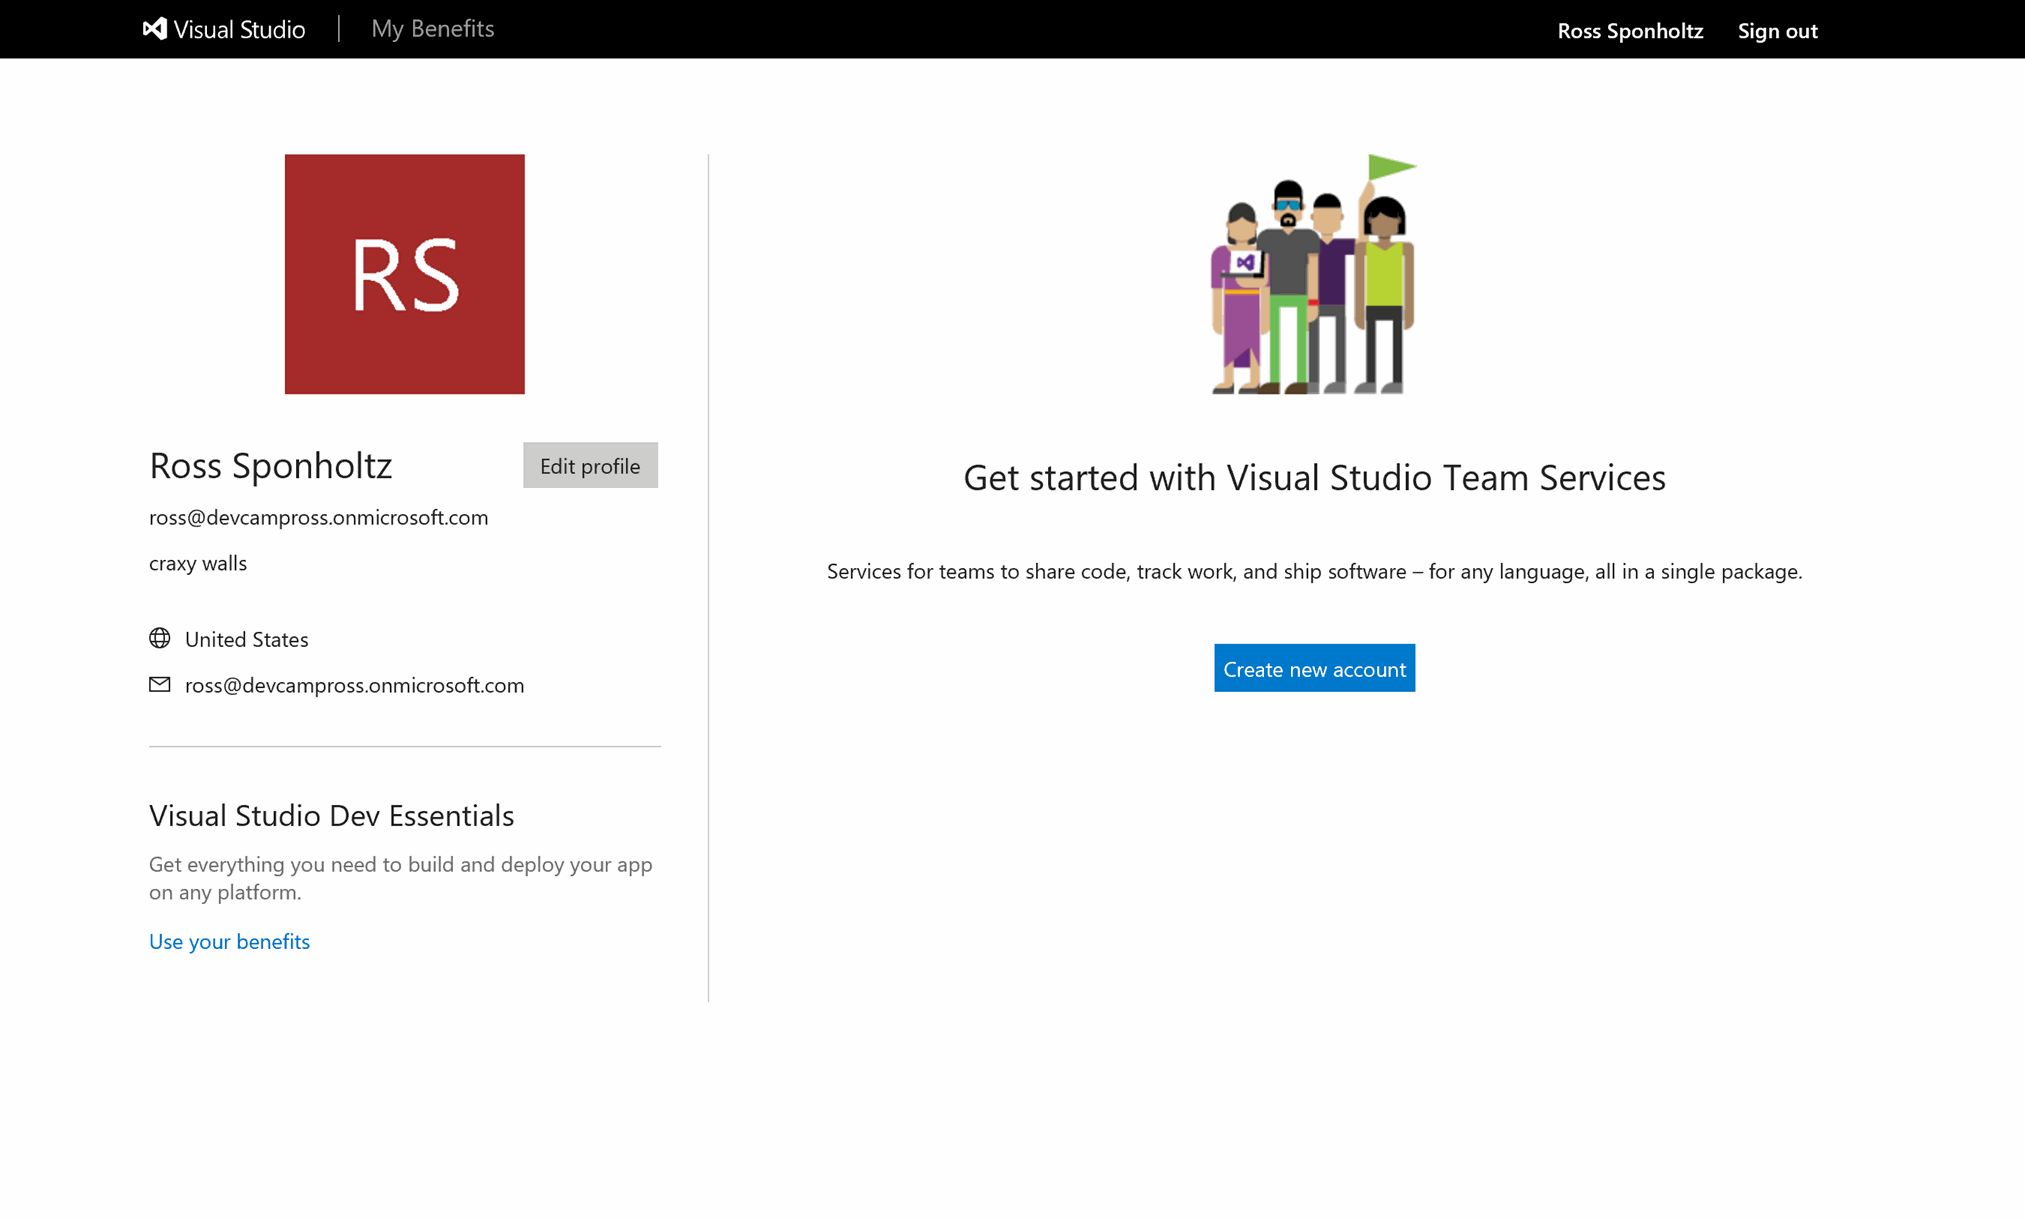 Visual Studio | My Benefits
Ross Sponholtz Sign out
RS
Ross Sponholtz
Edit profile
ross@devcampross.onmicrosoft.com
craxy walls
United States
ross@devcampross.onmicrosoft.com
Visual Studio Dev Essentials
Get everything you need to build and deploy your app
on any platform.
Use your benefits
Get started with Visual Studio Team Services
Services for teams to share code, track work, and ship software – for any language, all in a single package.
Create new account